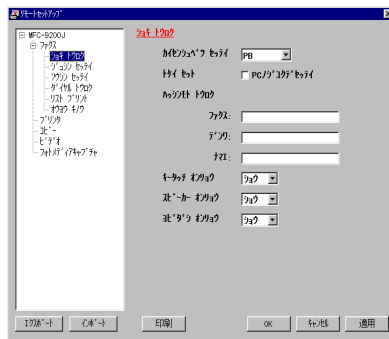 リモートセットアップ
MFC-9200J
ファクス
ショキ トウロク
ジュシン セッテイ
ソウシン セッテイ
ダイヤル トウロク
リスト プリント
オウヨウ キノウ
プリンタ
コピー
ビデオ
フォトメディアキャプチャ
ショキ トウロク
カイセンシュベツ セッテイ
PB
トケイ セット
PCノジコクデセッテイ
ハッシンモト トウロク
ファクス:
デンワ:
ナマエ:
キータッチ オンリョウ
ショウ
スピーカー オンリョウ
ショウ
ヨビダシ オンリョウ
ショウ
エクスポート
インポート
印刷
OK
キャンセル
適用